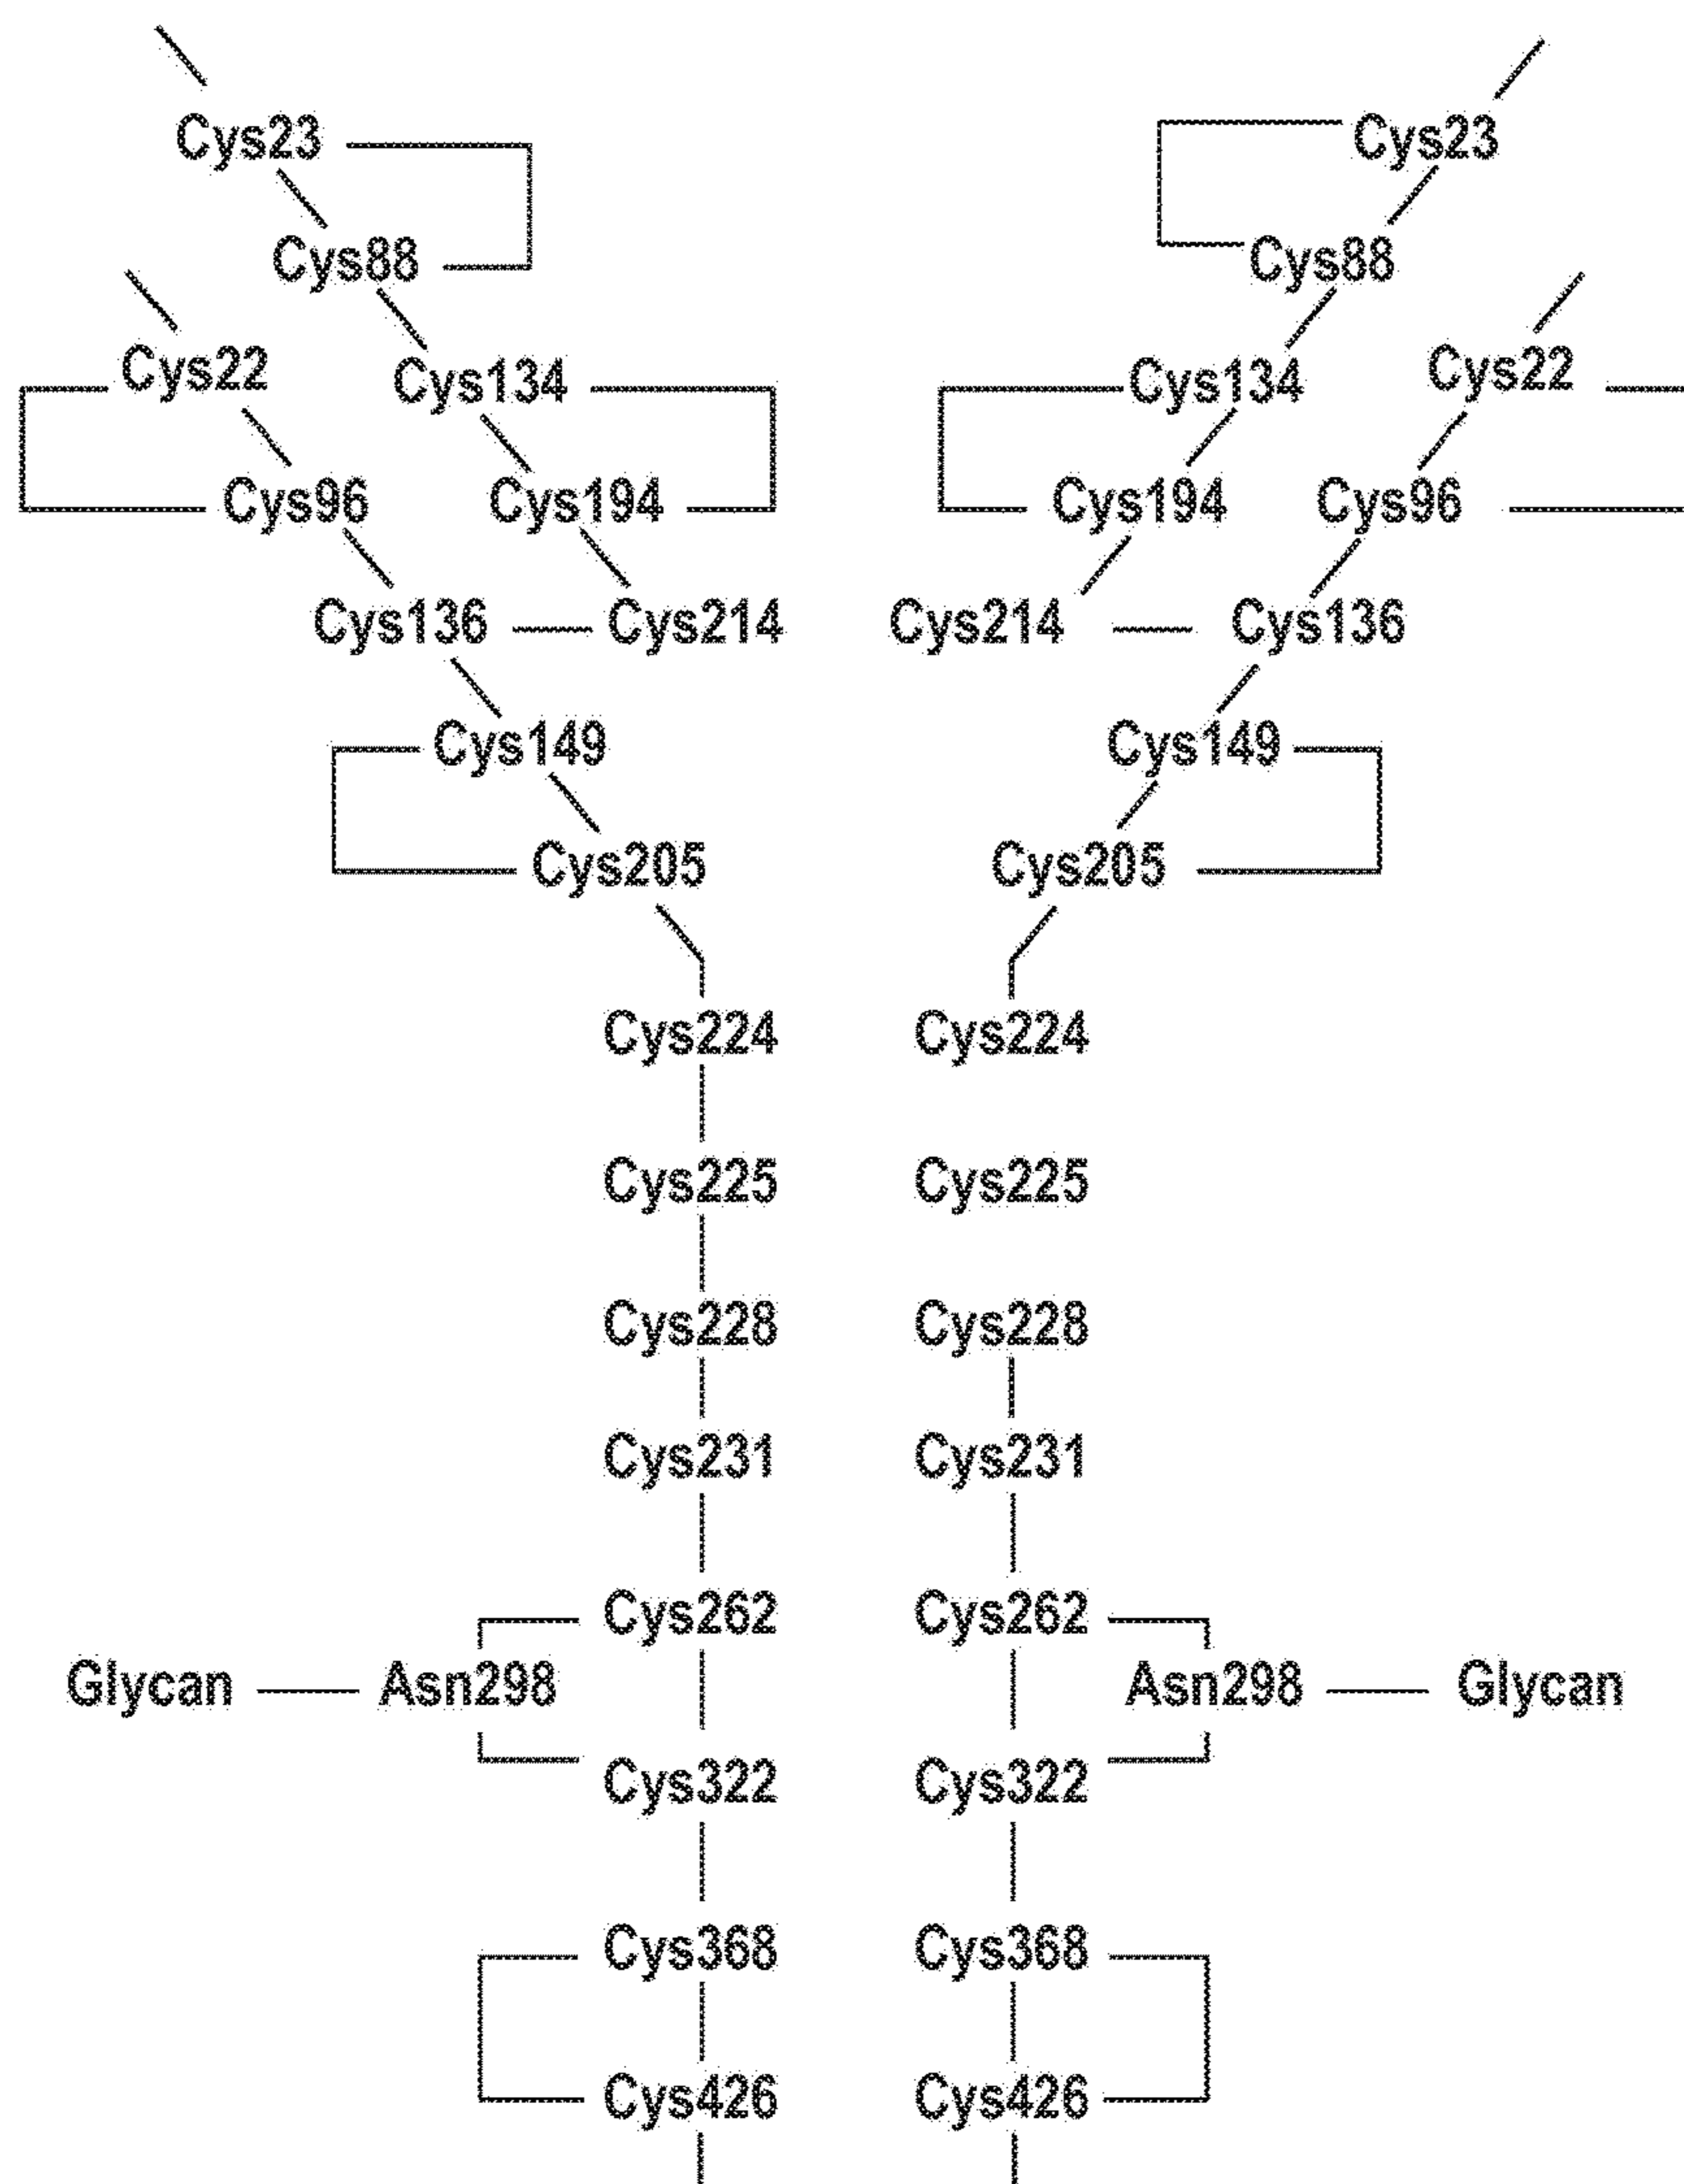 Cys23 Cys23
Cys88 Cys88
Cys22 Cys134 Cys134 Cys22
Cys96 Cys194 Cys194 Cys96
Cys136 Cys214 Cys214 Cys136
Cys149 Cys149
Cys205 Cys205
Cys224 Cys224
Cys225 Cys225
Cys228 Cys228
Cys231 Cys231
Cys262 Cys262
Glycan Asn298 Asn298 Glycan
Cys322 Cys322
Cys368 Cys368
Cys426 Cys426